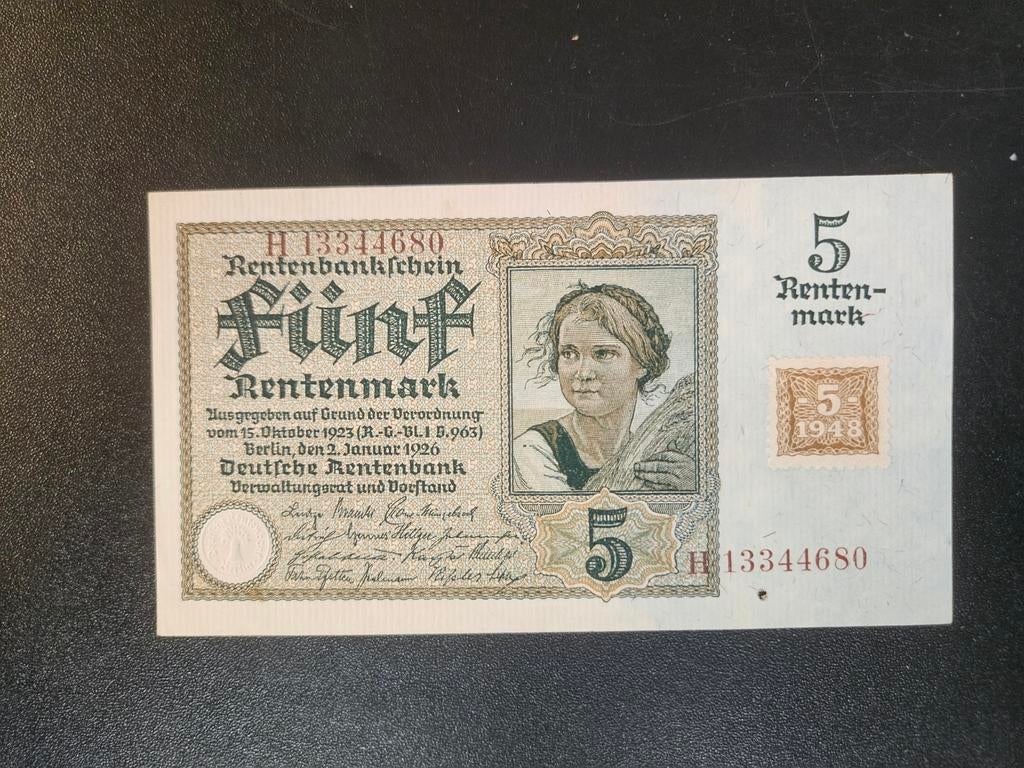 H 13344680
Rentenbankschein
Fünf
Rentenmark
Ausgegeben auf Grund der Verordnung
vom 15. Oktober 1923 (R.-G.-Bl. I S. 963)
Berlin, den 2. Januar 1926
Deutsche Rentenbank
Verwaltungsrat und Vorstand
5
5
Renten-
mark
- 5 -
1948
H 13344680